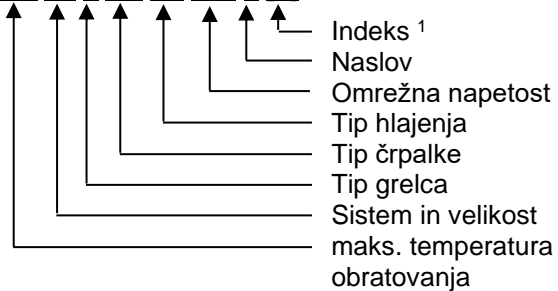 Indeks ¹
Naslov
Omrežna napetost
Tip hlajenja
Tip črpalke
Tip grelca
Sistem in velikost
maks. temperatura
obratovanja